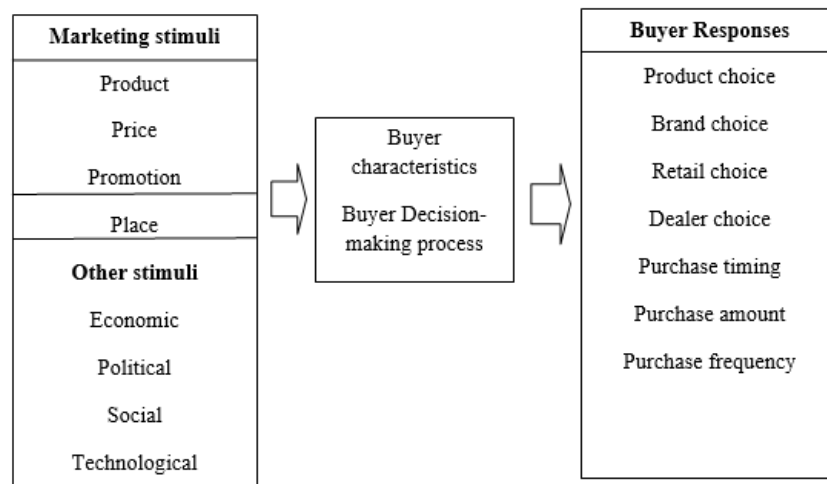 Marketing stimuli
Product
Price
Promotion
Place
Other stimuli
Economic
Political
Social
Technological
Buyer
characteristics
Buyer Decision-
making process
Buyer Responses
Product choice
Brand choice
Retail choice
Dealer choice
Purchase timing
Purchase amount
Purchase frequency